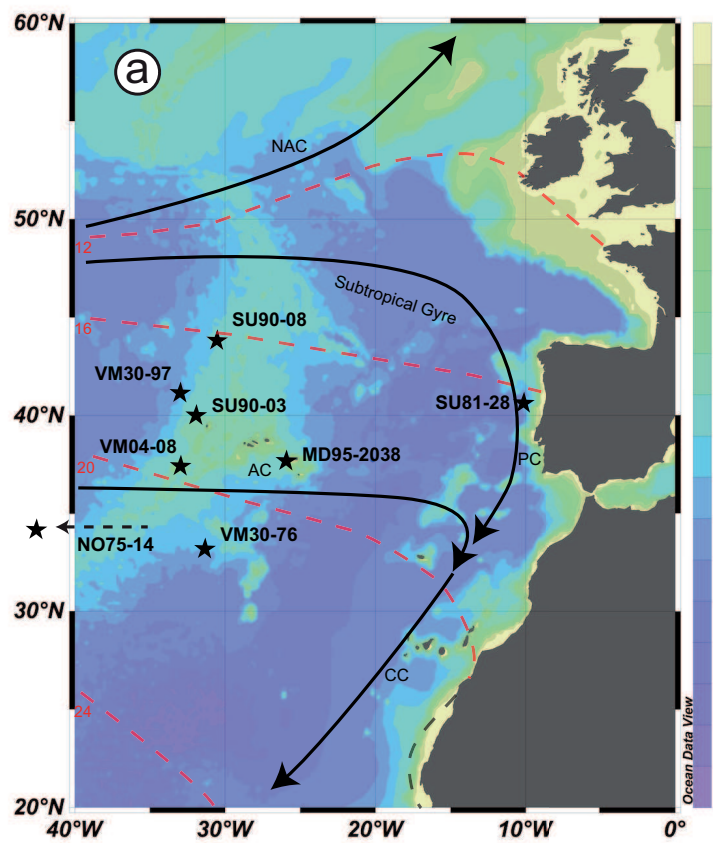 60°N
a
NAC
50°N
12
Subtropical Gyre
SU90-08
16
VM30-97
SU90-03
SU81-28
40°N
VM04-08
MD95-2038
AC
PC
20
NO75-14
VM30-76
30°N
CC
24
Ocean Data View
20°N
40°W
30°W
20°W
10°W
0°